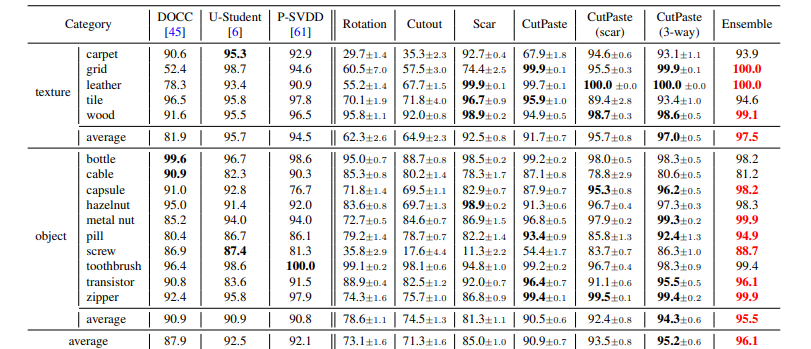 Category DOCC [45] U-Student [6] P-SVDD [61] Rotation Cutout Scar CutPaste CutPaste (scar) CutPaste (3-way) Ensemble
texture
carpet 90.6 95.3 92.9 29.7±1.4 35.3±2.3 92.7±0.4 67.9±1.8 94.6±0.6 93.1±1.1 93.9
grid 52.4 98.7 94.6 60.5±7.0 57.5±3.0 74.4±2.5 99.9±0.1 95.5±0.3 99.9±0.1 100.0
leather 78.3 93.4 90.9 55.2±1.4 67.7±1.5 99.9±0.1 99.7±0.1 100.0 ±0.0 100.0 ±0.0 100.0
tile 96.5 95.8 97.8 70.1±1.9 71.8±4.0 96.7±0.9 95.9±1.0 89.4±2.8 93.4±1.0 94.6
wood 91.6 95.5 96.5 95.8±1.1 92.0±0.8 98.9±0.2 94.9±0.5 98.7±0.3 98.6±0.5 99.1
average 81.9 95.7 94.5 62.3±2.6 64.9±2.3 92.5±0.8 91.7±0.7 95.7±0.8 97.0±0.5 97.5
object
bottle 99.6 96.7 98.6 95.0±0.7 88.7±0.8 98.5±0.2 99.2±0.2 98.0±0.5 98.3±0.5 98.2
cable 90.9 82.3 90.3 85.3±0.8 80.2±1.4 78.3±1.7 87.1±0.8 78.8±2.9 80.6±0.5 81.2
capsule 91.0 92.8 76.7 71.8±1.4 69.5±1.1 82.9±0.7 87.9±0.7 95.3±0.8 96.2±0.5 98.2
hazelnut 95.0 91.4 92.0 83.6±0.8 69.7±1.3 98.9±0.2 91.3±0.6 96.7±0.4 97.3±0.3 98.3
metal nut 85.2 94.0 94.0 72.7±0.5 84.6±0.7 86.9±1.5 96.8±0.5 97.9±0.2 99.3±0.2 99.9
pill 80.4 86.7 86.1 79.2±1.4 78.7±0.7 82.2±1.4 93.4±0.9 85.8±1.3 92.4±1.3 94.9
screw 86.9 87.4 81.3 35.8±2.9 17.6±4.4 11.3±2.2 54.4±1.7 83.7±0.7 86.3±1.0 88.7
toothbrush 96.4 98.6 100.0 99.1±0.2 98.1±0.6 94.8±1.0 99.2±0.2 96.7±0.4 98.3±0.9 99.4
transistor 90.8 83.6 91.5 88.9±0.4 82.5±1.2 92.0±0.7 96.4±0.7 91.1±0.6 95.5±0.5 96.1
zipper 92.4 95.8 97.9 74.3±1.6 75.7±1.0 86.8±0.9 99.4±0.1 99.5±0.1 99.4±0.2 99.9
average 90.9 90.9 90.8 78.6±1.1 74.5±1.3 81.3±1.1 90.5±0.6 92.4±0.8 94.3±0.6 95.5
average 87.9 92.5 92.1 73.1±1.6 71.3±1.6 85.0±1.0 90.9±0.7 93.5±0.8 95.2±0.6 96.1